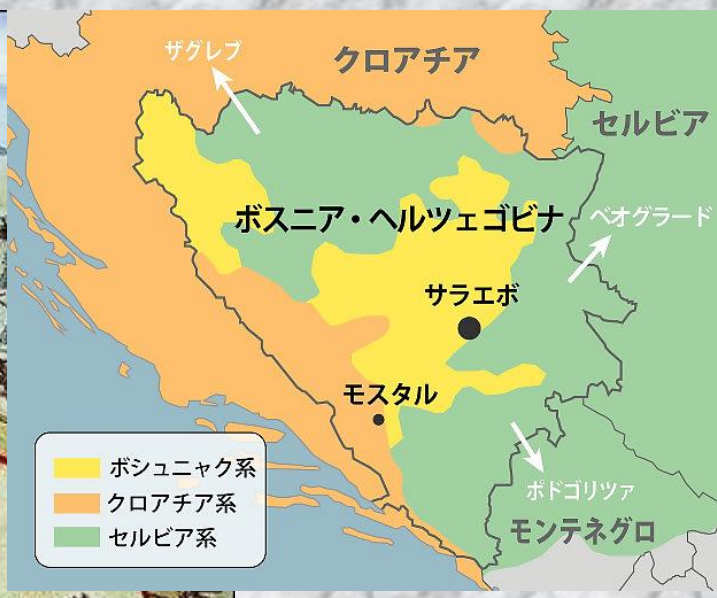 ザグレブ
クロアチア
セルビア
ボスニア・ヘルツェゴビナ
ベオグラード
サラエボ
モスタル
ボシュニャク系
クロアチア系
セルビア系
ポドゴリツァ
モンテネグロ